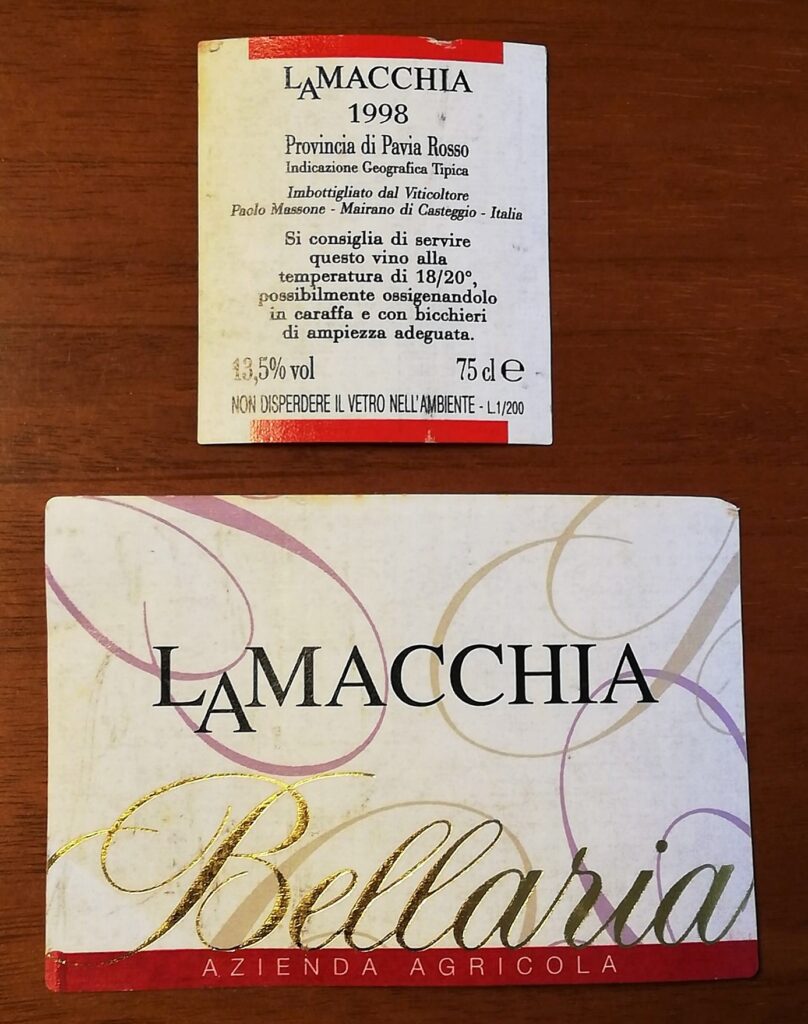 LAMACCHIA
1998
Provincia di Pavia Rosso
Indicazione Geografica Tipica
Imbottigliato dal Viticoltore
Paolo Massone - Mairano di Casteggio - Italia
Si consiglia di servire
questo vino alla
temperatura di 18/20°,
possibilmente ossigenandolo
in caraffa e con bicchieri
di ampiezza adeguata.
13,5% vol 75 cl e
NON DISPERDERE IL VETRO NELL'AMBIENTE - L.1/200
LAMACCHIA
Bellaria
AZIENDA AGRICOLA